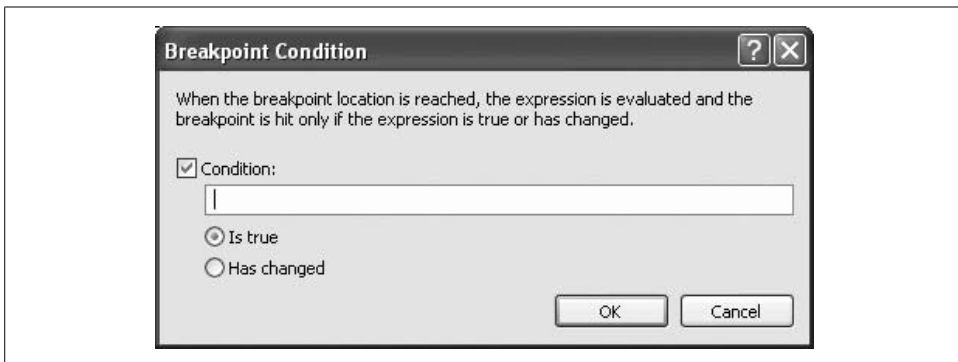 Breakpoint Condition
When the breakpoint location is reached, the expression is evaluated and the
breakpoint is hit only if the expression is true or has changed.
Condition:
Is true
Has changed
OK Cancel